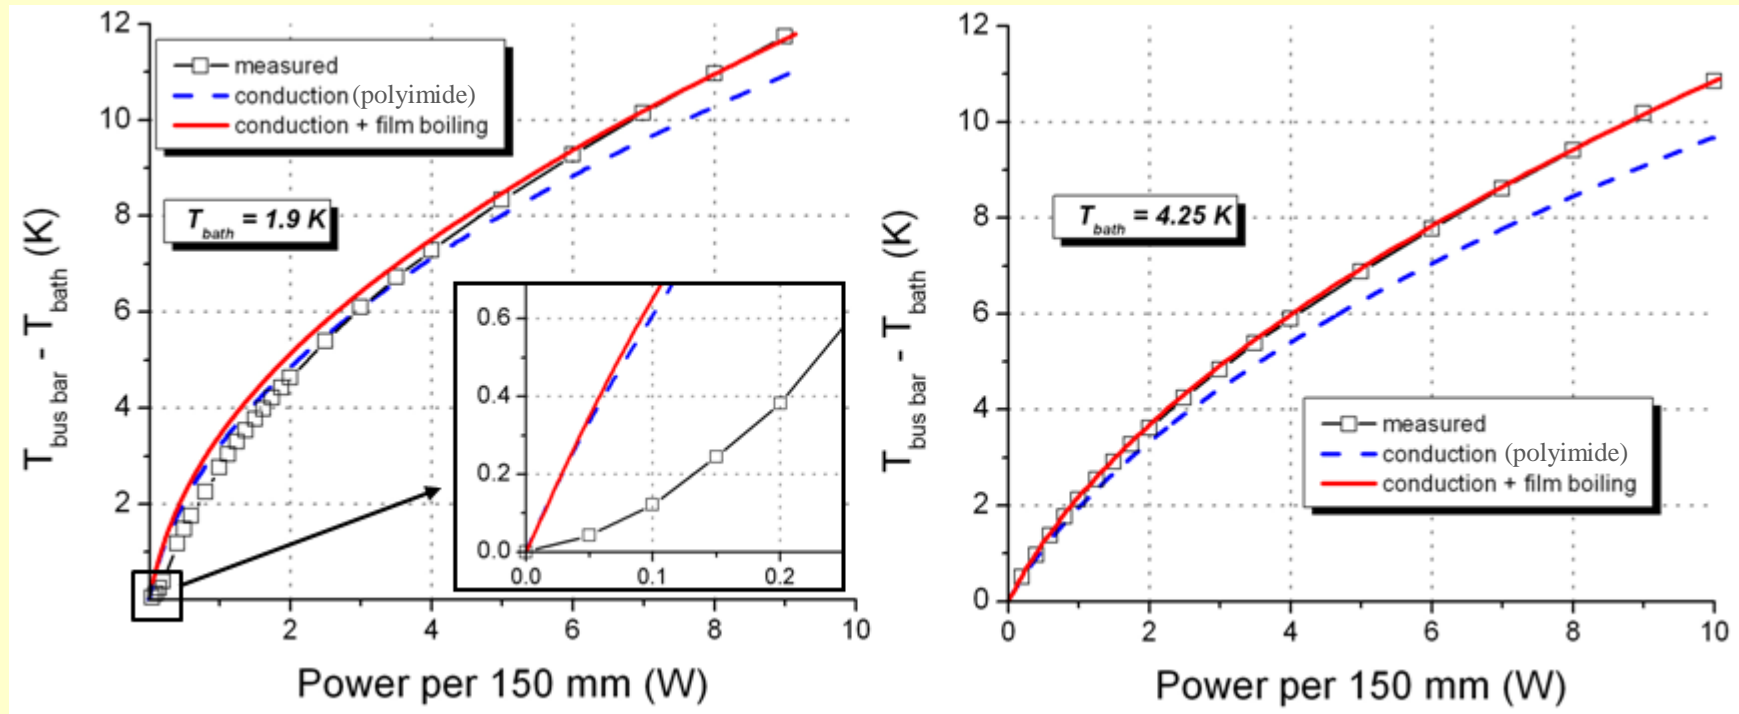 12
10
8
6
4
2
T_bus bar - T_bath (K)
measured
conduction (polyimide)
conduction + film boiling
T_bath = 1.9 K
0.6
0.4
0.2
0.0
0.0 0.1 0.2
2 4 6 8 10
Power per 150 mm (W)
12
10
8
6
4
2
0
T_bus bar - T_bath (K)
T_bath = 4.25 K
measured
conduction (polyimide)
conduction + film boiling
0 2 4 6 8 10
Power per 150 mm (W)